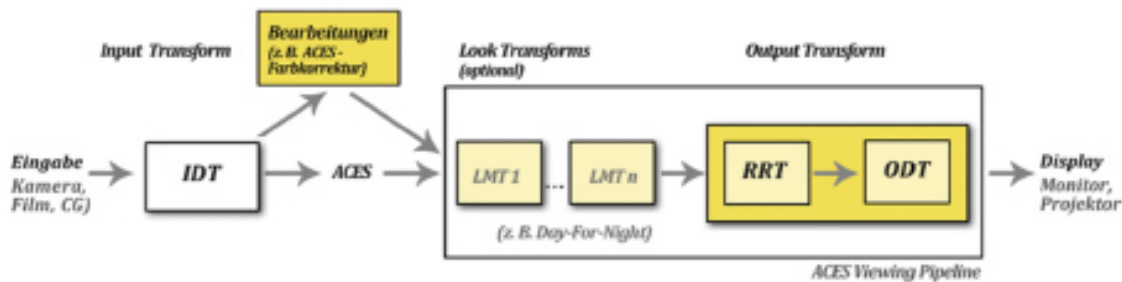 Input Transform
Bearbeitungen
(z. B. ACES-
Farbkorrektur)
Look Transforms
(optional)
Output Transform
Eingabe
Kamera,
Film, CG)
IDT
ACES
LMT 1
....
LMT n
RRT
ODT
Display
Monitor,
Projektor
(z. B. Day-For-Night)
ACES Viewing Pipeline